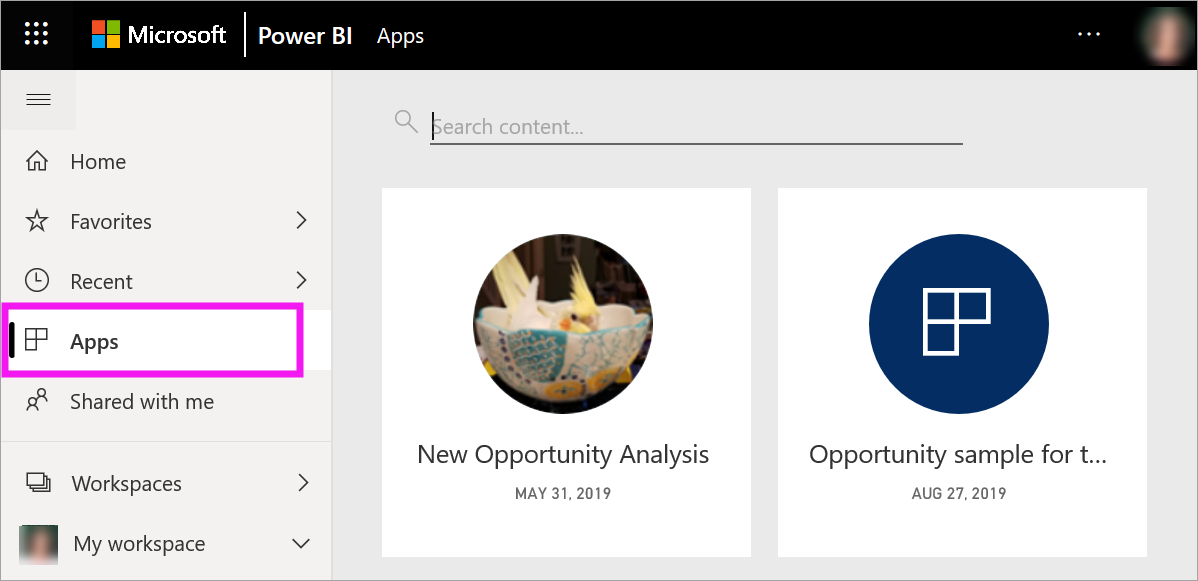 Microsoft Power BI Apps
Search content...
Home
Favorites
Recent
Apps
Shared with me
Workspaces
My workspace
New Opportunity Analysis
MAY 31, 2019
Opportunity sample for t...
AUG 27, 2019